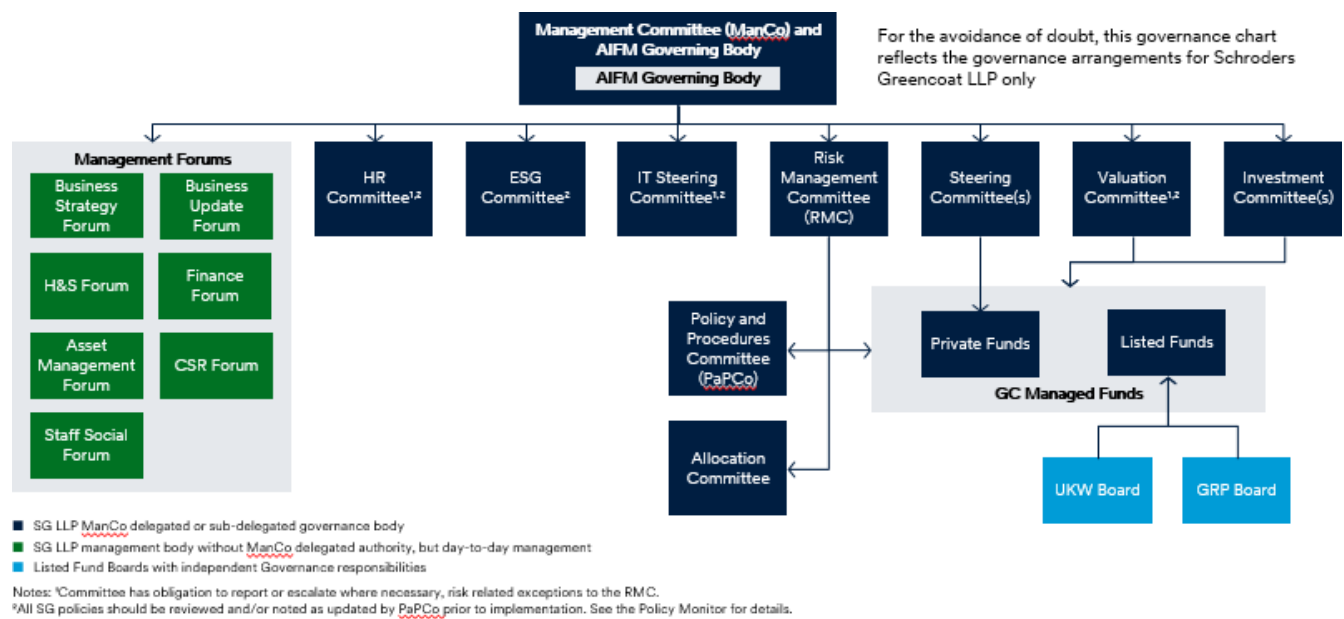 Management Committee (ManCo) and
AIFM Governing Body
AIFM Governing Body
For the avoidance of doubt, this governance chart
reflects the governance arrangements for Schroders
Greencoat LLP only
Management Forums
Business
Strategy
Forum
Business
Update
Forum
H&S Forum
Finance
Forum
Asset
Management
Forum
CSR Forum
Staff Social
Forum
HR
Committee¹,²
ESG
Committee²
IT Steering
Committee¹,²
Risk
Management
Committee
(RMC)
Steering
Committee(s)
Valuation
Committee¹,²
Investment
Committee(s)
Policy and
Procedures
Committee
(PaPCo)
Allocation
Committee
Private Funds
Listed Funds
GC Managed Funds
UKW Board
GRP Board
SG LLP ManCo delegated or sub-delegated governance body
SG LLP management body without ManCo delegated authority, but day-to-day management
Listed Fund Boards with independent Governance responsibilities
Notes: ¹Committee has obligation to report or escalate where necessary, risk related exceptions to the RMC.
²All SG policies should be reviewed and/or noted as updated by PaPCo prior to implementation. See the Policy Monitor for details.